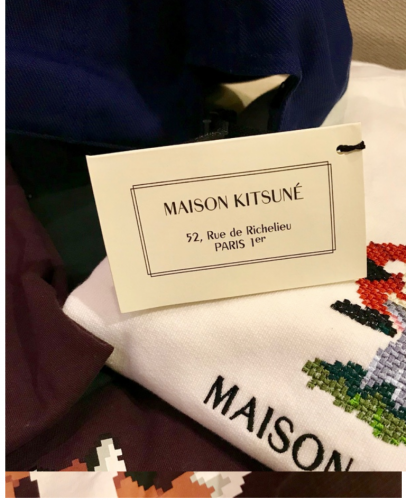 MAISON KITSUNÉ
52, Rue de Richelieu
PARIS 1er
MAISON